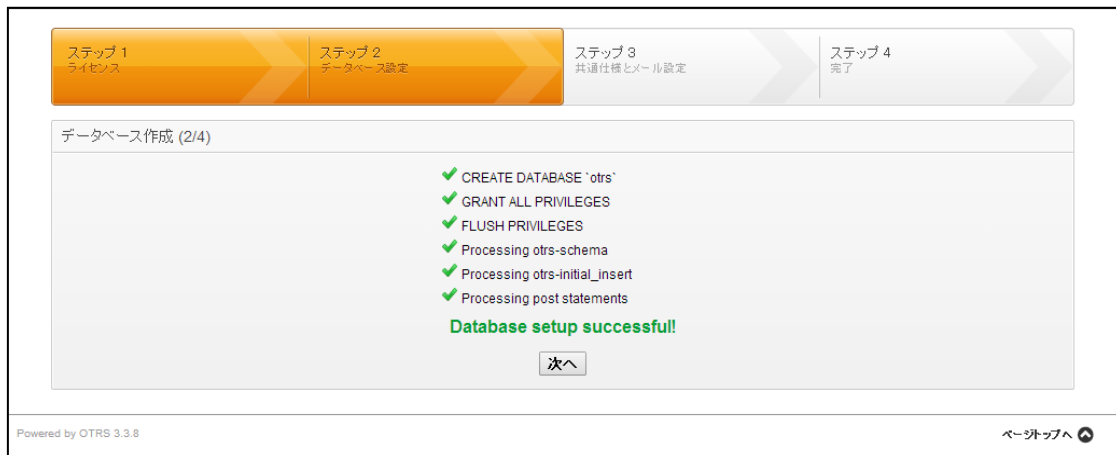 ステップ 1
ライセンス
ステップ 2
データベース設定
ステップ 3
共通仕様とメール設定
ステップ 4
完了
データベース作成 (2/4)
CREATE DATABASE `otrs`
GRANT ALL PRIVILEGES
FLUSH PRIVILEGES
Processing otrs-schema
Processing otrs-initial_insert
Processing post statements
Database setup successful!
次へ
Powered by OTRS 3.3.8
ページトップへ